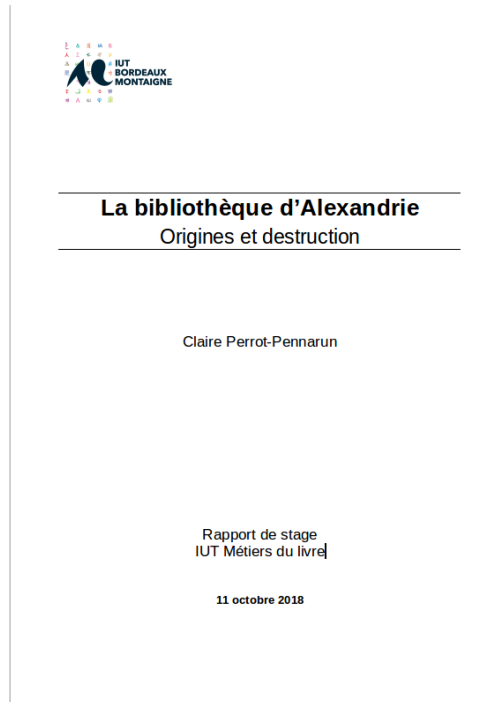 IUT
BORDEAUX
MONTAIGNE
La bibliothèque d’Alexandrie
Origines et destruction
Claire Perrot-Pennarun
Rapport de stage
IUT Métiers du livre
11 octobre 2018